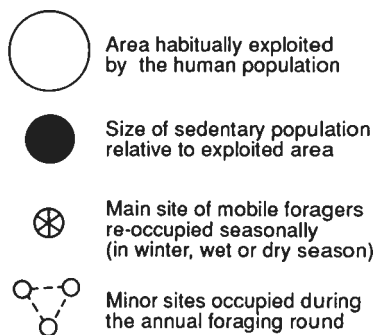 Area habitually exploited
by the human population
Size of sedentary population
relative to exploited area
Main site of mobile foragers
re-occupied seasonally
(in winter, wet or dry season)
Minor sites occupied during
the annual foraging round